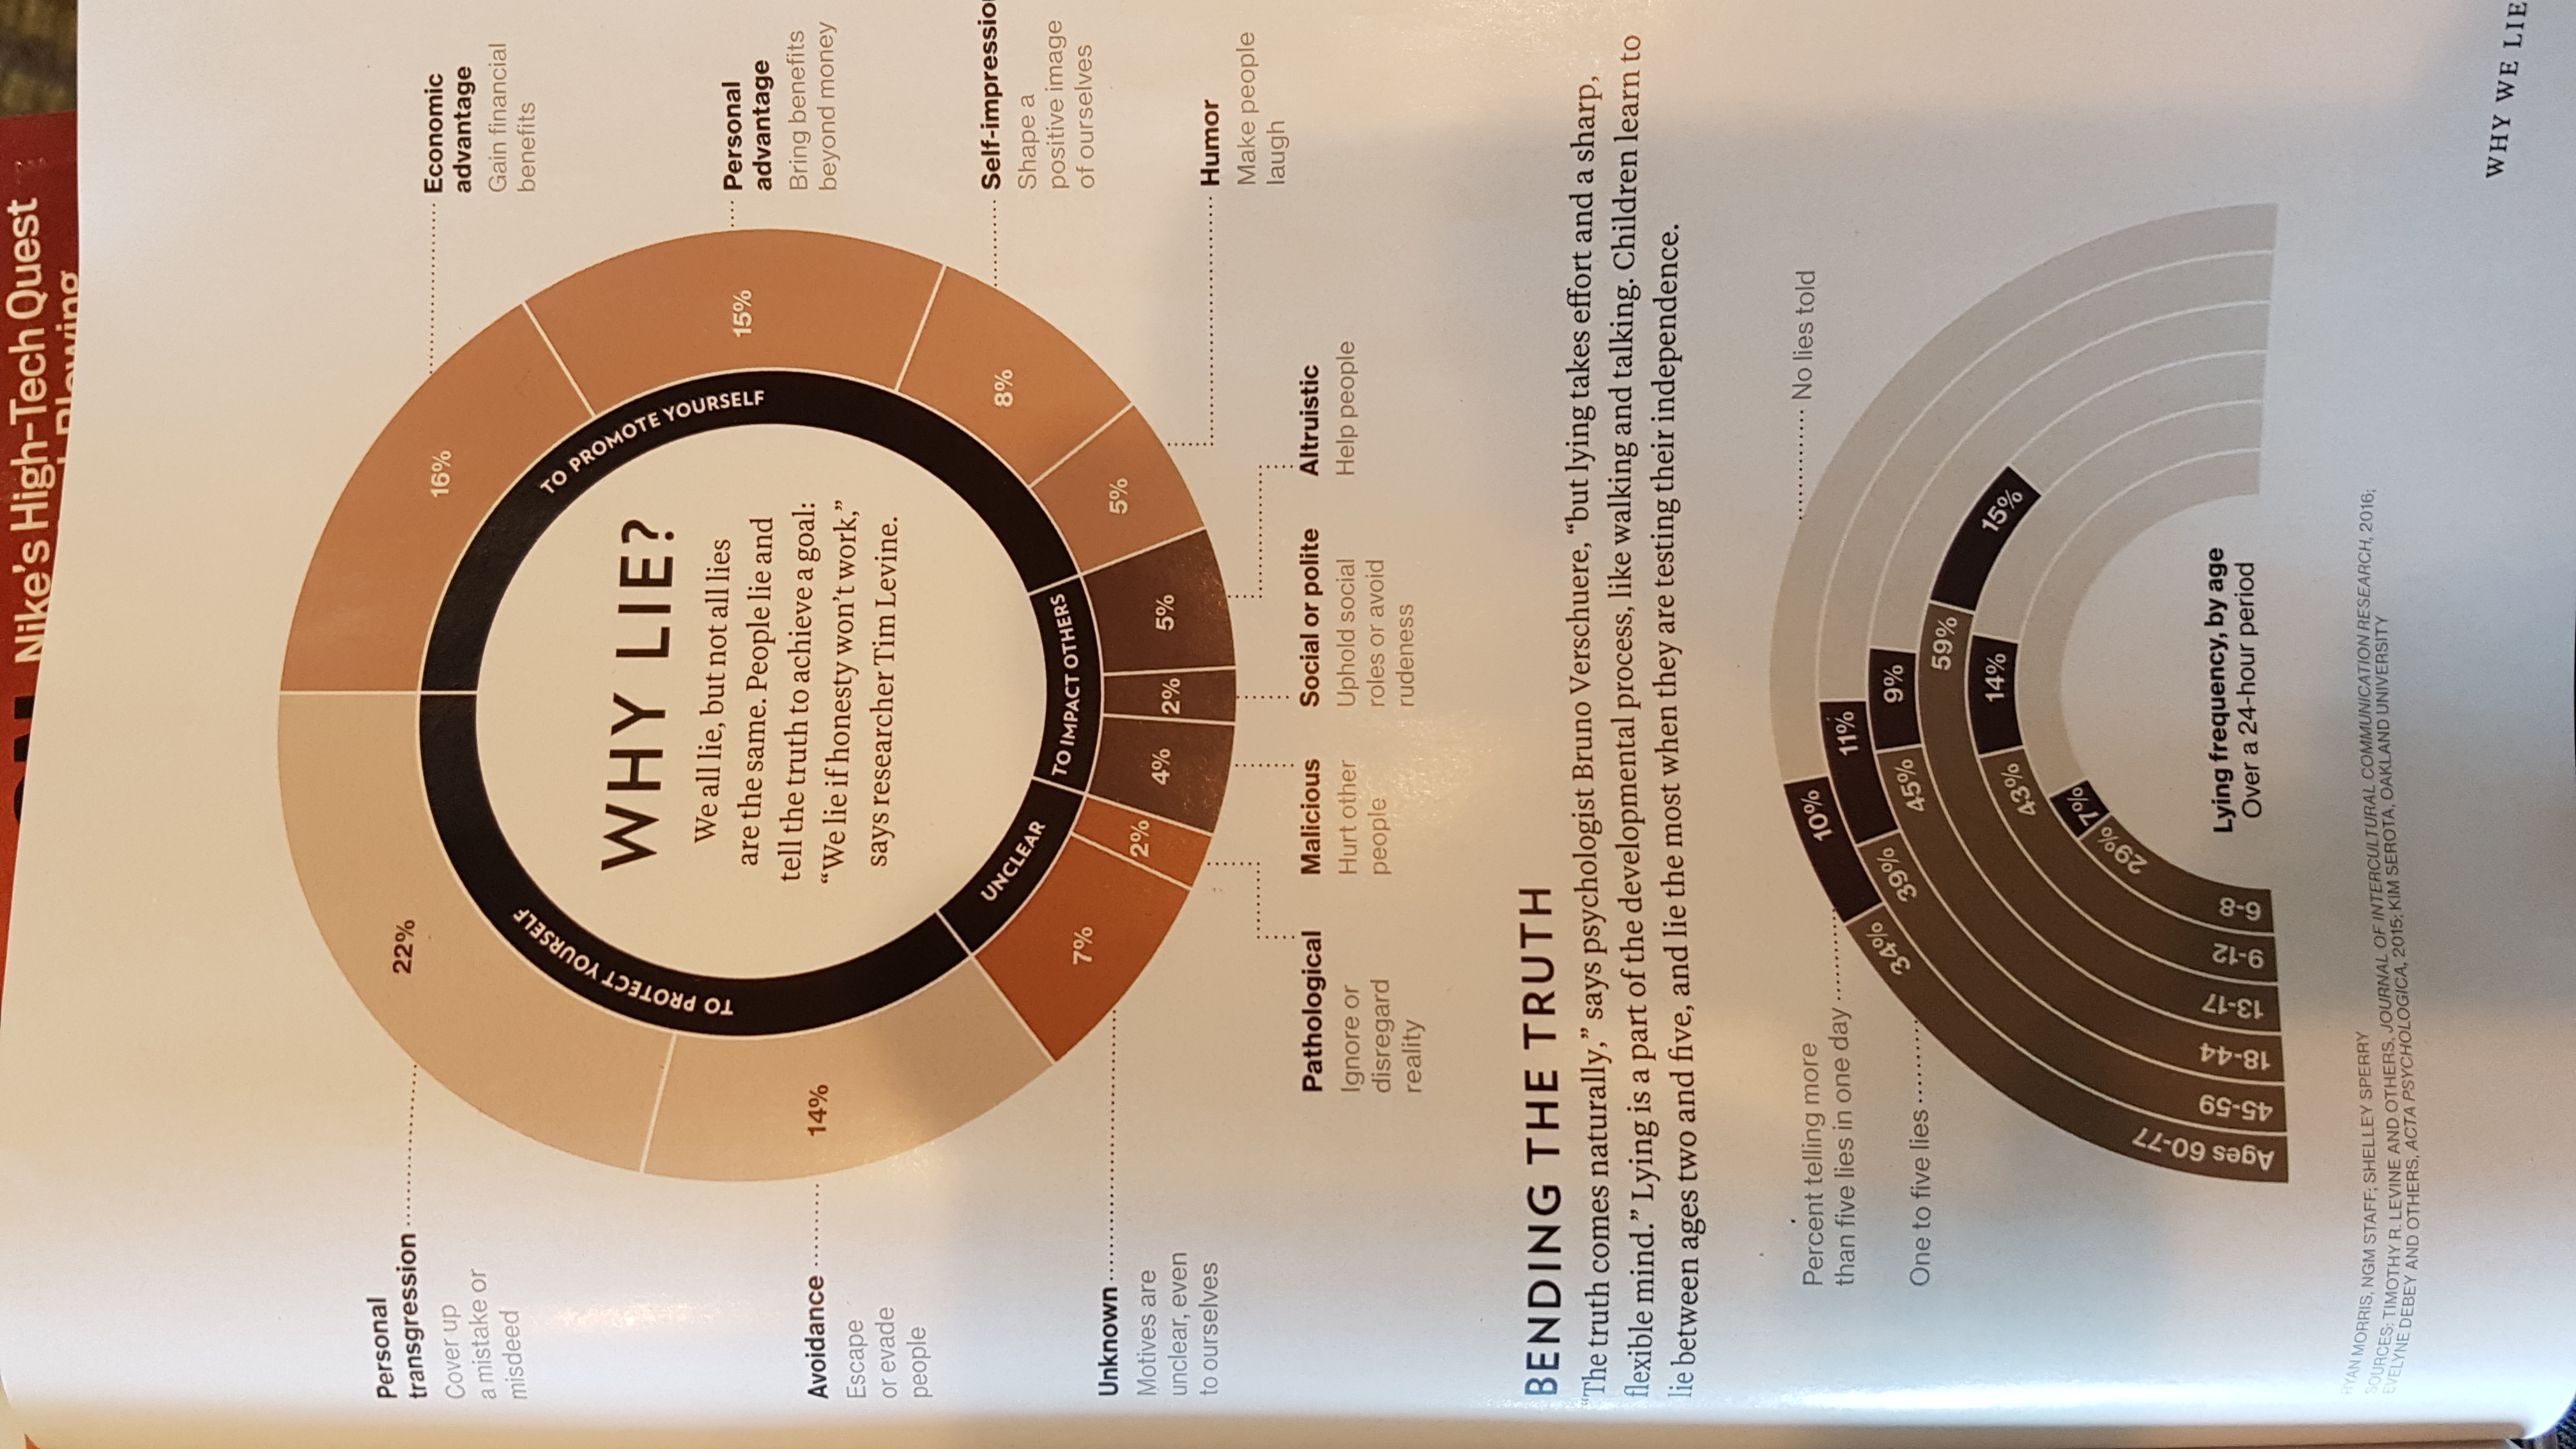 Nike's High-Tech Quest
Blowing
Personal
transgression
Cover up
a mistake or
misdeed
22%
16%
Economic
advantage
Gain financial
benefits
TO PROTECT YOURSELF
TO PROMOTE YOURSELF
WHY LIE?
We all lie, but not all lies
are the same. People lie and
tell the truth to achieve a goal:
“We lie if honesty won’t work,”
says researcher Tim Levine.
15%
Personal
advantage
Bring benefits
beyond money
Avoidance
Escape
or evade
people
14%
8%
Self-impressio
Shape a
positive image
of ourselves
UNCLEAR
TO IMPACT OTHERS
Unknown
Motives are
unclear, even
to ourselves
7%
2%
4%
2%
5%
5%
Humor
Make people
laugh
Pathological
Ignore or
disregard
reality
Malicious
Hurt other
people
Social or polite
Uphold social
roles or avoid
rudeness
Altruistic
Help people
BENDING THE TRUTH
“The truth comes naturally,” says psychologist Bruno Verschuere, “but lying takes effort and a sharp,
flexible mind.” Lying is a part of the developmental process, like walking and talking. Children learn to
lie between ages two and five, and lie the most when they are testing their independence.
Percent telling more
than five lies in one day
One to five lies
No lies told
34%
10%
39%
11%
45%
9%
59%
15%
43%
14%
29%
7%
Ages 60-77
45-59
18-44
13-17
9-12
6-8
Lying frequency, by age
Over a 24-hour period
RYAN MORRIS, NGM STAFF; SHELLEY SPERRY
SOURCES: TIMOTHY R. LEVINE AND OTHERS, JOURNAL OF INTERCULTURAL COMMUNICATION RESEARCH, 2016;
EVELYNE DEBEY AND OTHERS, ACTA PSYCHOLOGICA, 2015; KIM SEROTA, OAKLAND UNIVERSITY
WHY WE LIE